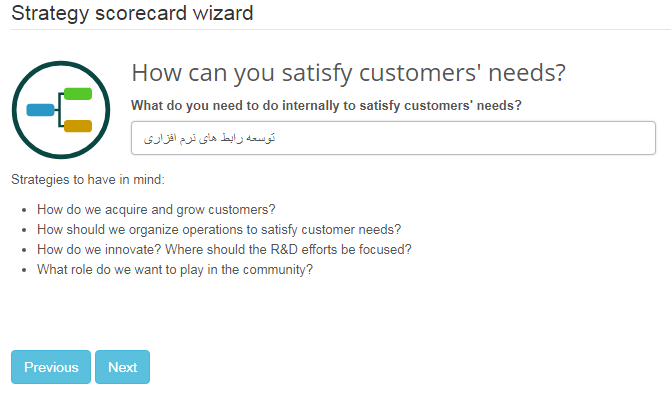 Strategy scorecard wizard
How can you satisfy customers' needs?
What do you need to do internally to satisfy customers' needs?
توسعه رابط های نرم افزاری
Strategies to have in mind:
How do we acquire and grow customers?
How should we organize operations to satisfy customer needs?
How do we innovate? Where should the R&D efforts be focused?
What role do we want to play in the community?
Previous Next